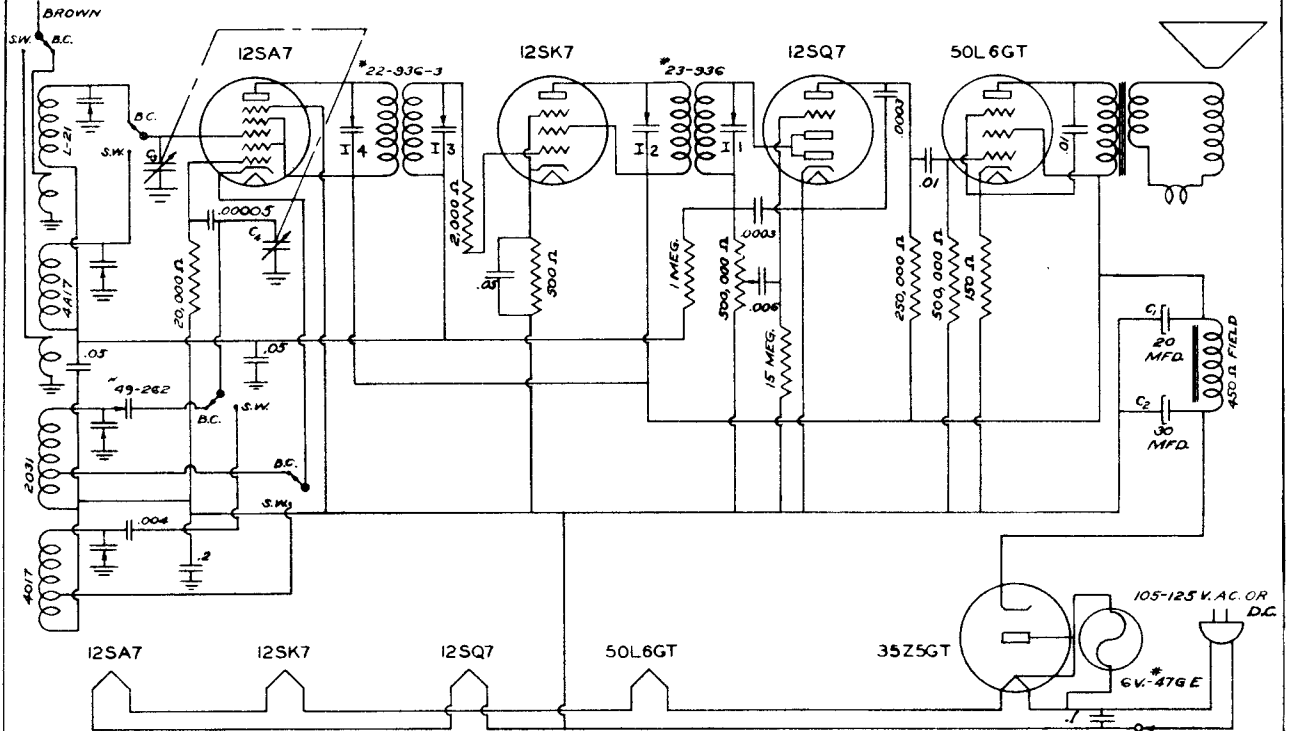 BROWN
S.W.
B.C.
12SA7
12SK7
12SQ7
50L6GT
*22-936-3
*23-936
L-21
B.C.
S.W.
I 4
I 3
I 2
I 1
.0003
.01
.01
.00005
C4
4A17
20,000 Ω
2,000 Ω
.05
500 Ω
1 MEG.
.0003
500,000 Ω
.006
15 MEG.
250,000 Ω
500,000 Ω
150 Ω
C1
20
MFD.
450 Ω FIELD
C2
30
MFD.
.05
.05
49-262
B.C.
S.W.
2031
B.C.
S.W.
.004
.2
4017
105-125 V. A.C. OR
D.C.
12SA7
12SK7
12SQ7
50L6GT
35Z5GT
6V.-#47 G E
.1